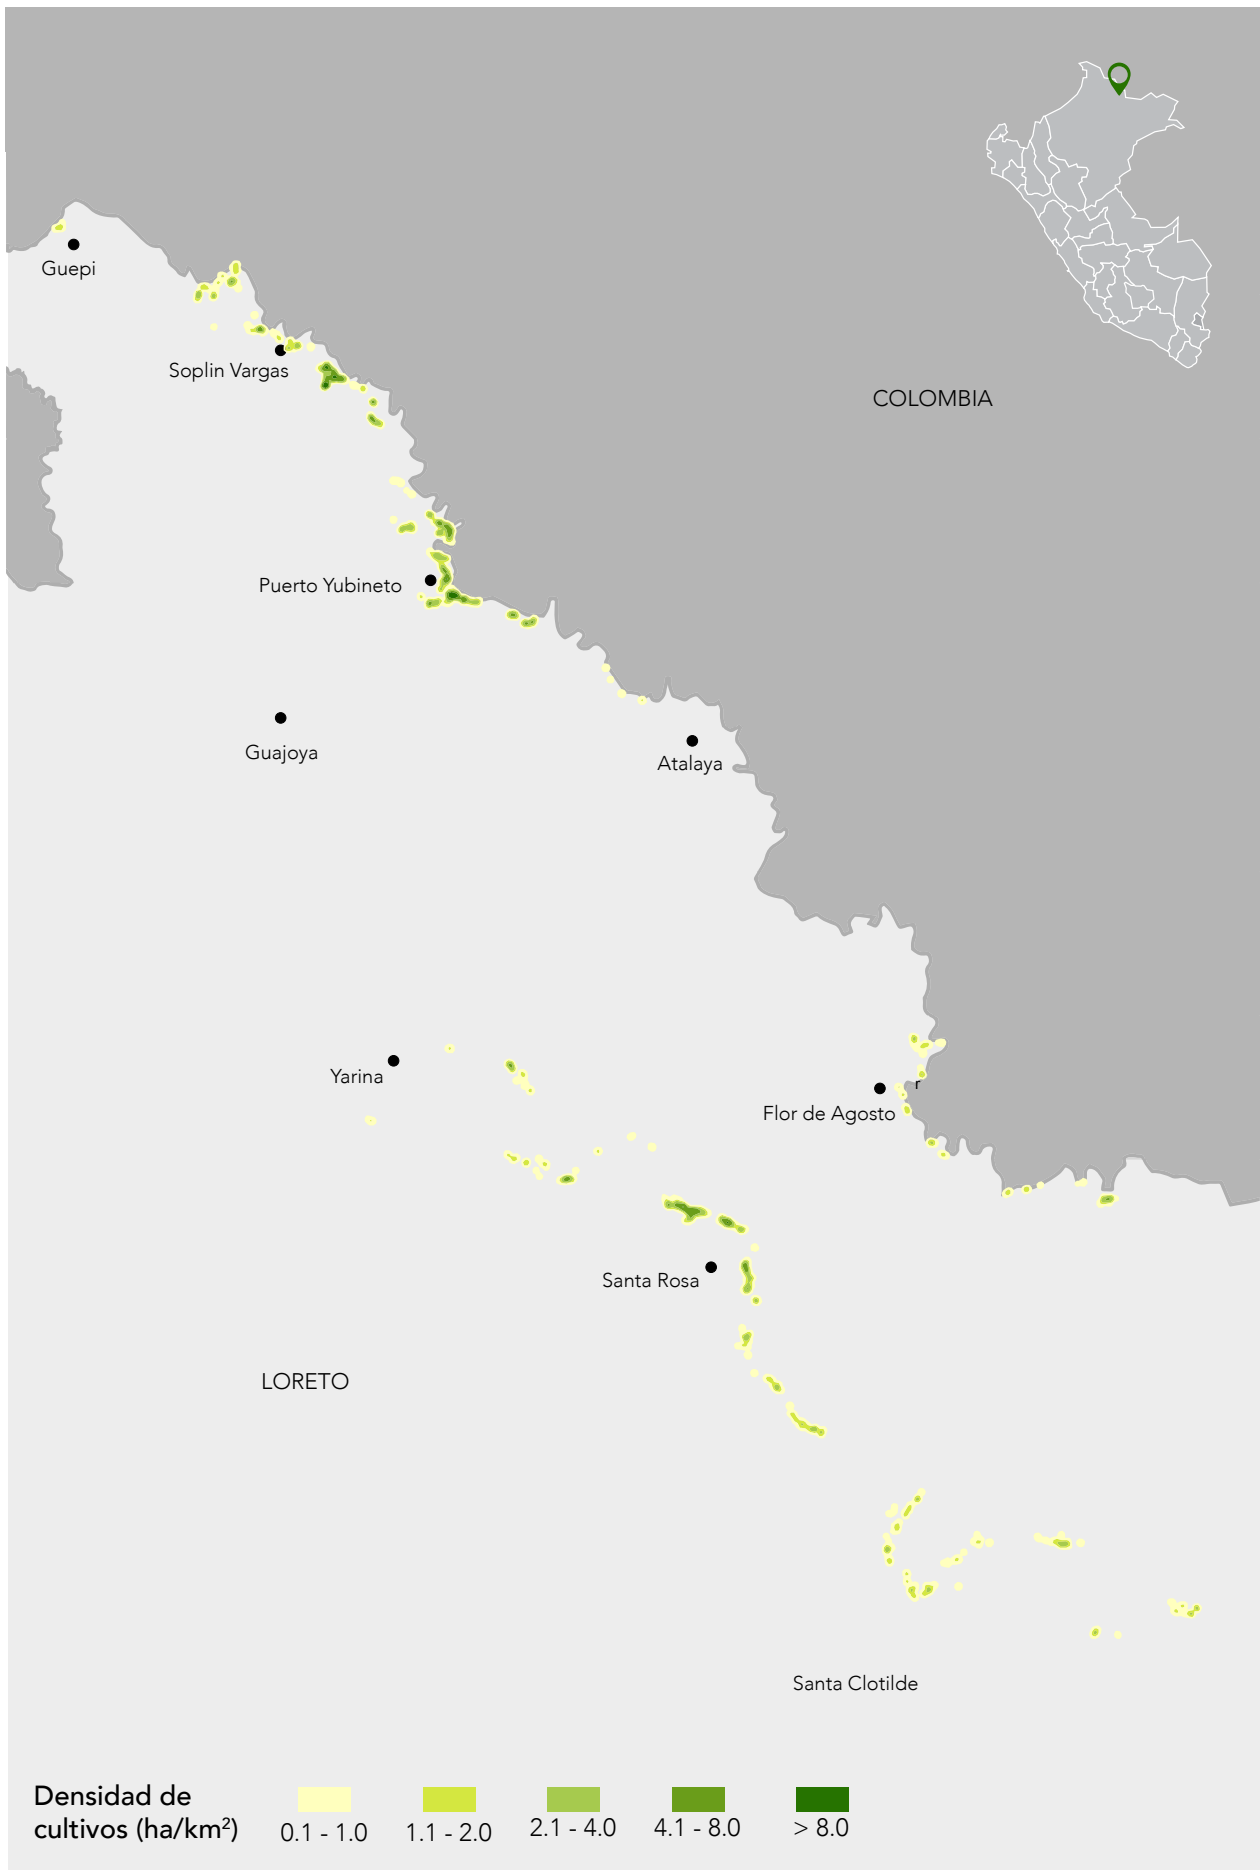 Guepi
Soplin Vargas
COLOMBIA
Puerto Yubineto
Guajoya
Atalaya
Yarina
r
Flor de Agosto
Santa Rosa
LORETO
Santa Clotilde
Densidad de
cultivos (ha/km²)
0.1 - 1.0
1.1 - 2.0
2.1 - 4.0
4.1 - 8.0
> 8.0